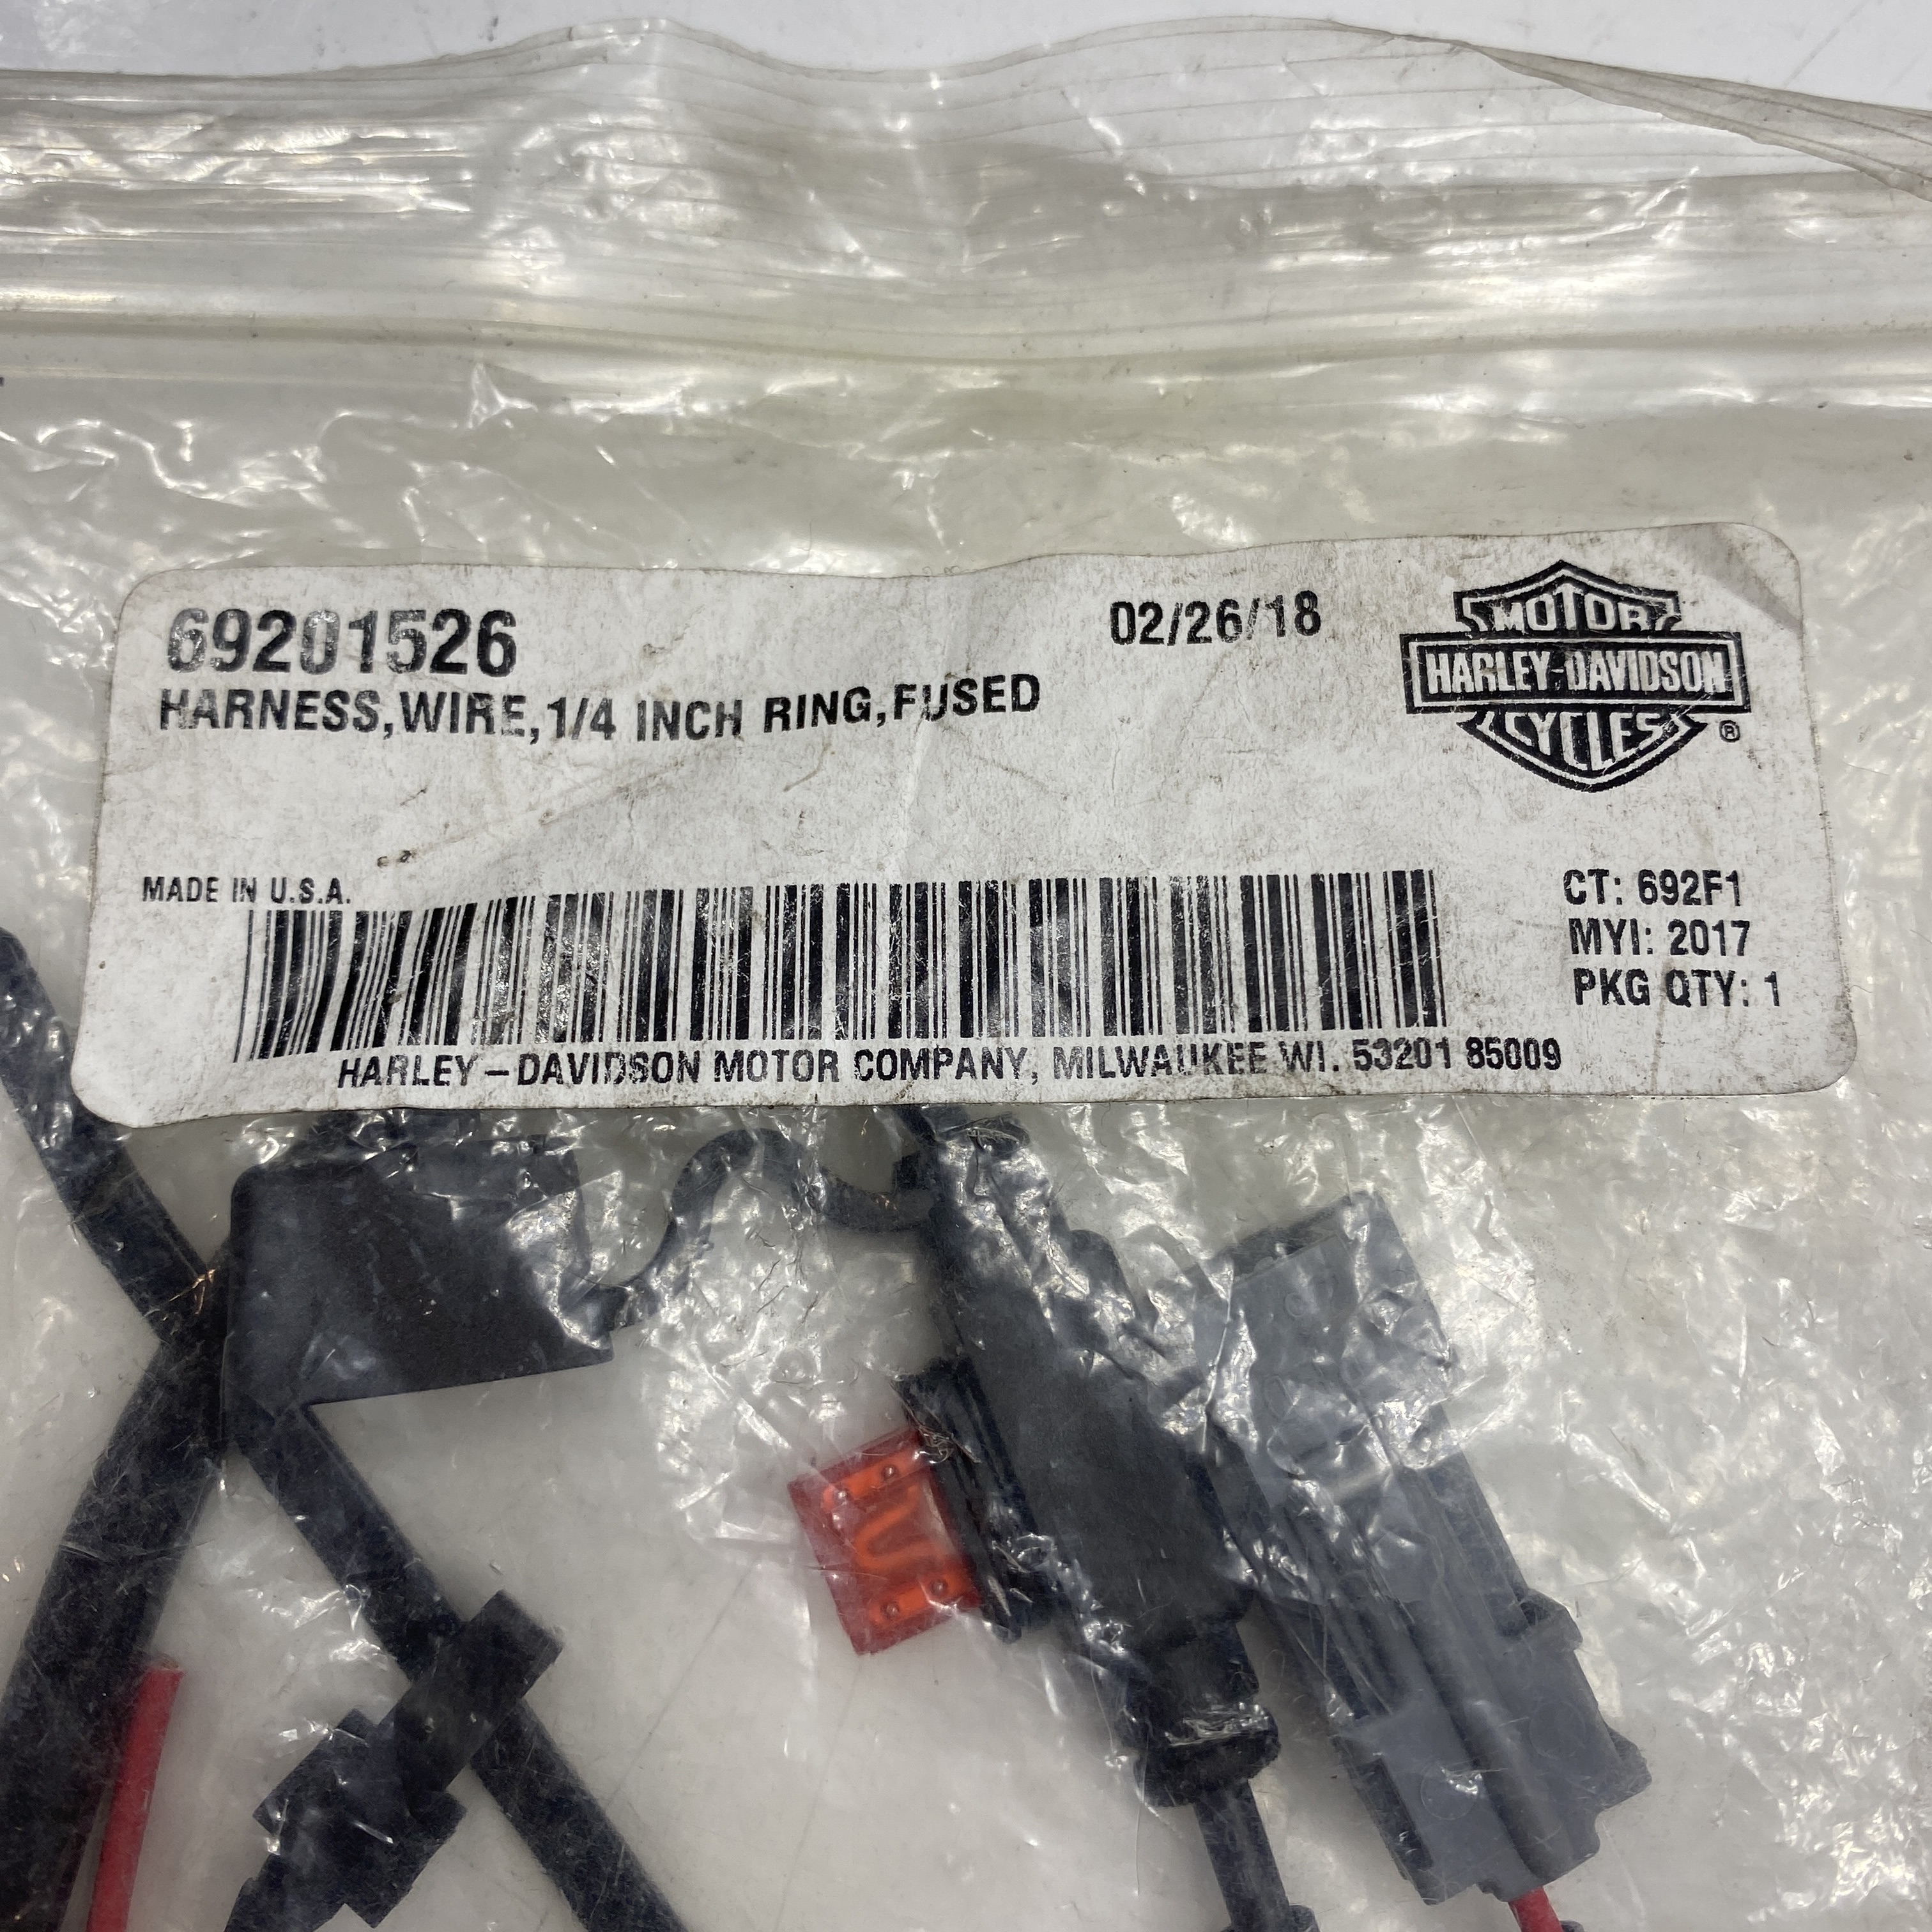 69201526
02/26/18
HARNESS,WIRE,1/4 INCH RING,FUSED
MOTOR
HARLEY-DAVIDSON
CYCLES
®
MADE IN U.S.A.
CT: 692F1
MYI: 2017
PKG QTY: 1
HARLEY-DAVIDSON MOTOR COMPANY, MILWAUKEE WI. 53201 85009